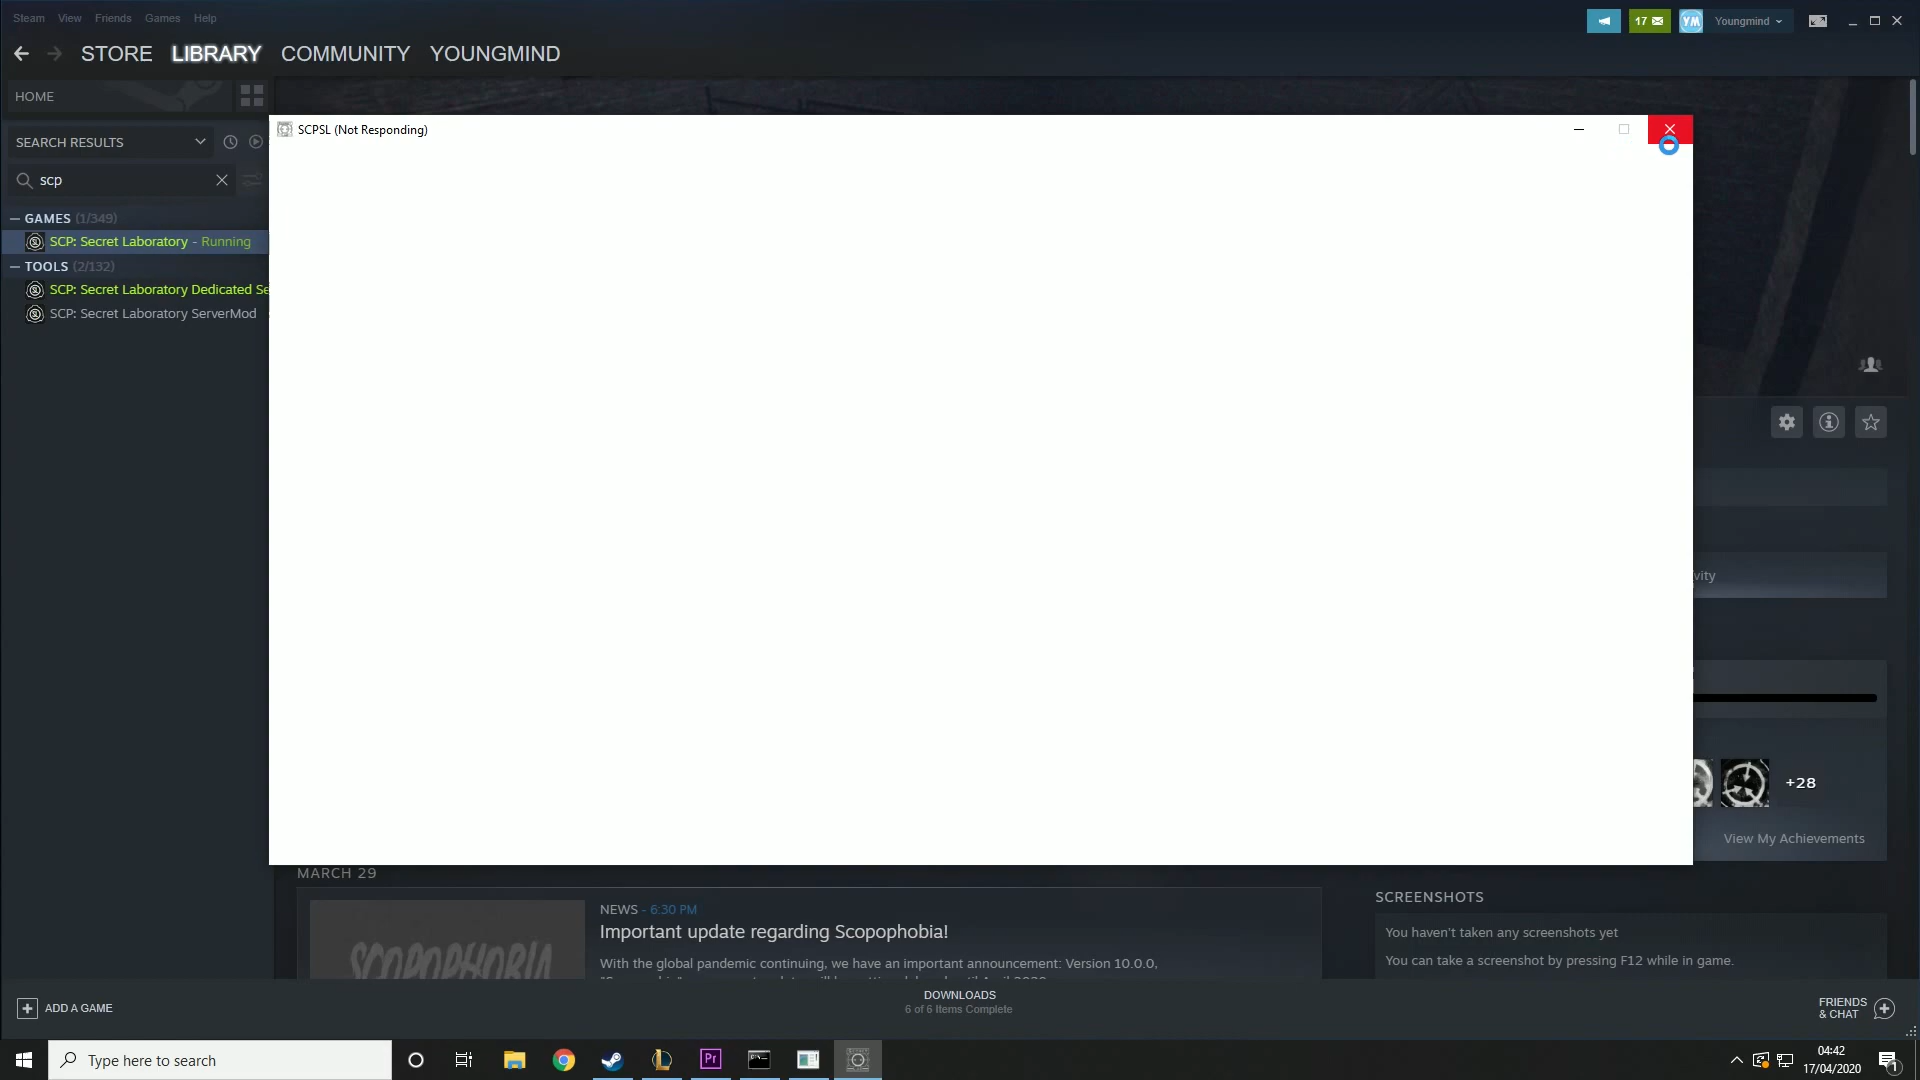 Steam View Friends Games Help
17
YM
Youngmind
STORE LIBRARY COMMUNITY YOUNGMIND
HOME
SEARCH RESULTS
scp
SCPSL (Not Responding)
GAMES (1/349)
SCP: Secret Laboratory - Running
TOOLS (2/132)
SCP: Secret Laboratory Dedicated Se
SCP: Secret Laboratory ServerMod
vity
+28
View My Achievements
MARCH 29
NEWS - 6:30 PM
Important update regarding Scopophobia!
With the global pandemic continuing, we have an important announcement: Version 10.0.0,
SCOPOPHOBIA
SCREENSHOTS
You haven't taken any screenshots yet
You can take a screenshot by pressing F12 while in game.
ADD A GAME
DOWNLOADS
6 of 6 Items Complete
FRIENDS
& CHAT
Type here to search
Pr
04:42
17/04/2020
1